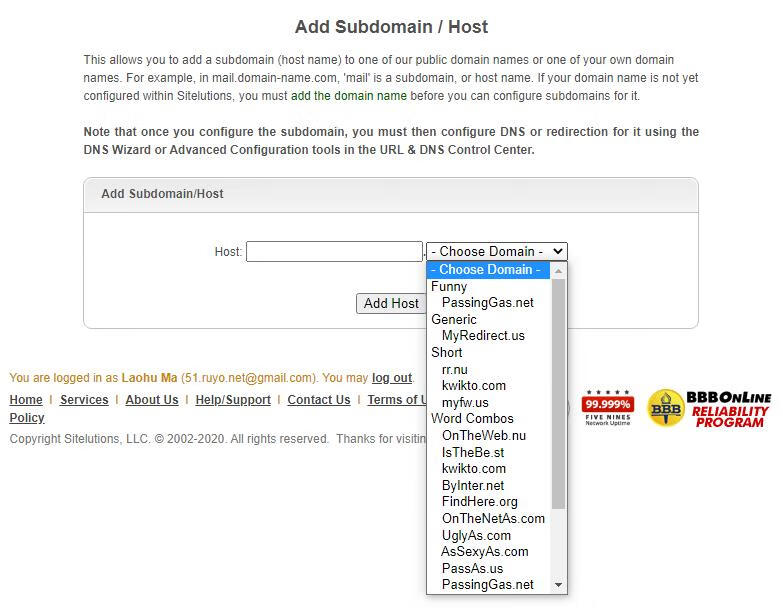 Add Subdomain / Host
This allows you to add a subdomain (host name) to one of our public domain names or one of your own domain
names. For example, in mail.domain-name.com, 'mail' is a subdomain, or host name. If your domain name is not yet
configured within Sitelutions, you must add the domain name before you can configure subdomains for it.
Note that once you configure the subdomain, you must then configure DNS or redirection for it using the
DNS Wizard or Advanced Configuration tools in the URL & DNS Control Center.
Add Subdomain/Host
Host: . - Choose Domain -
- Choose Domain -
Funny
PassingGas.net
Generic
MyRedirect.us
Short
rr.nu
kwikto.com
myfw.us
Word Combos
OnTheWeb.nu
IsTheBe.st
kwikto.com
ByInter.net
FindHere.org
OnTheNetAs.com
UglyAs.com
AsSexyAs.com
PassAs.us
PassingGas.net
Add Host
You are logged in as Laohu Ma (51.ruyo.net@gmail.com). You may log out.
Home | Services | About Us | Help/Support | Contact Us | Terms of
Policy
Copyright Sitelutions, LLC. © 2002-2020. All rights reserved. Thanks for
99.999%
FIVE NINES
Network Uptime
BBB
BBBOnLine
RELIABILITY
PROGRAM